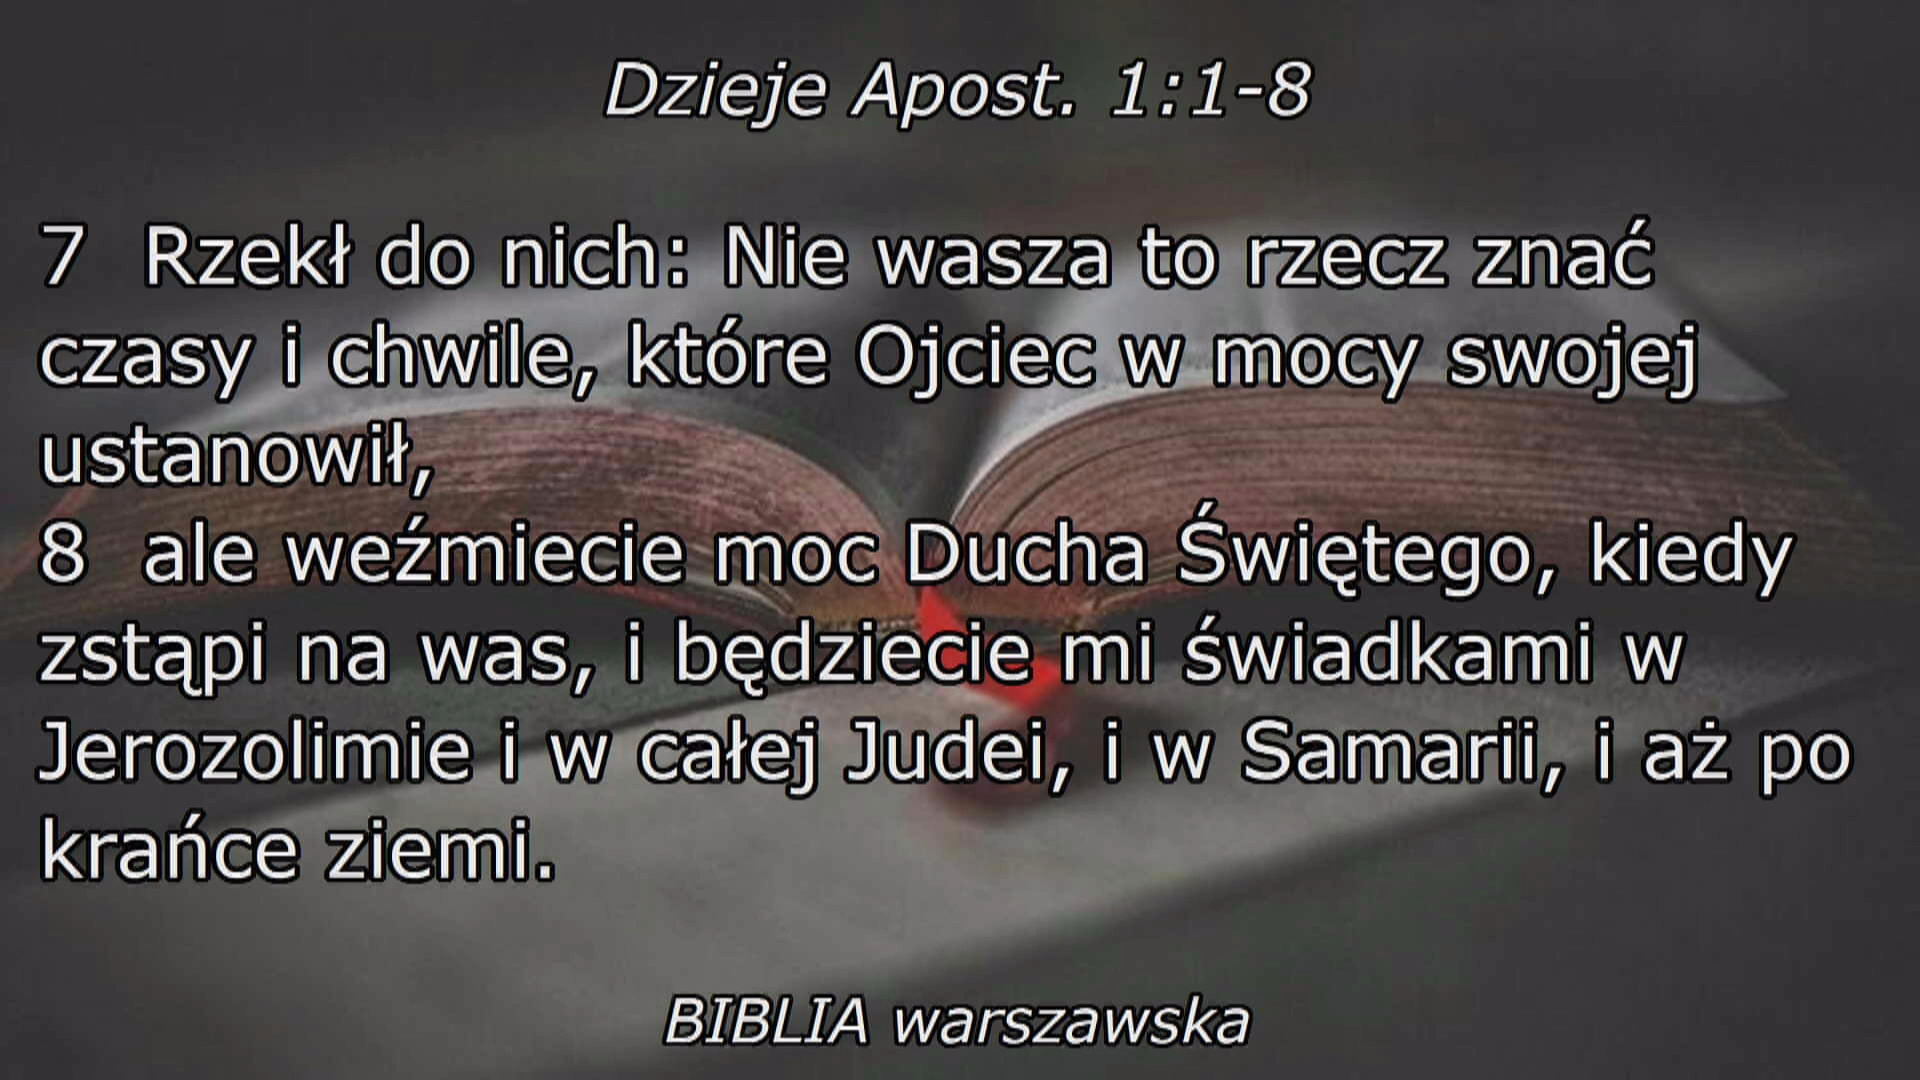 Dzieje Apost. 1:1-8
7 Rzekł do nich: Nie wasza to rzecz znać
czasy i chwile, które Ojciec w mocy swojej
ustanowił,
8 ale weźmiecie moc Ducha Świętego, kiedy
zstąpi na was, i będziecie mi świadkami w
Jerozolimie i w całej Judei, i w Samarii, i aż po
krańce ziemi.
BIBLIA warszawska